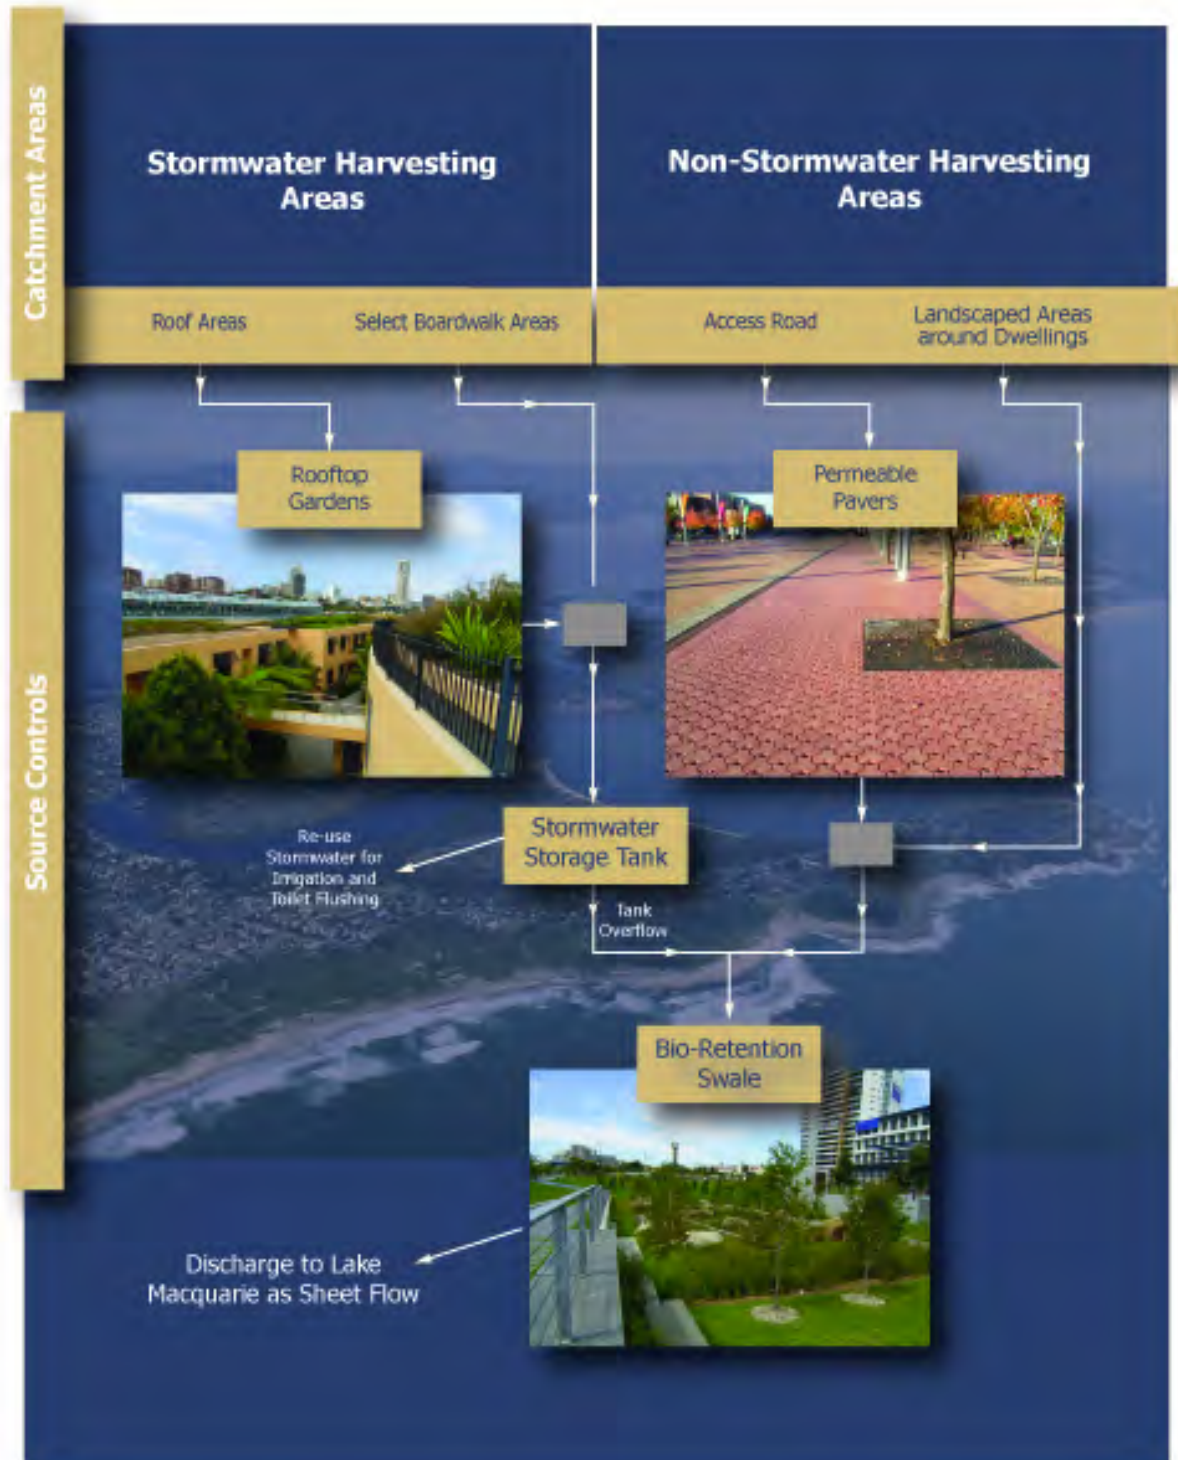 Catchment Areas
Stormwater Harvesting
Areas
Non-Stormwater Harvesting
Areas
Roof Areas
Select Boardwalk Areas
Access Road
Landscaped Areas
around Dwellings
Source Controls
Rooftop
Gardens
Permeable
Pavers
Stormwater
Storage Tank
Re-use
Stormwater for
Irrigation and
Toilet Flushing
Tank
Overflow
Bio-Retention
Swale
Discharge to Lake
Macquarie as Sheet Flow